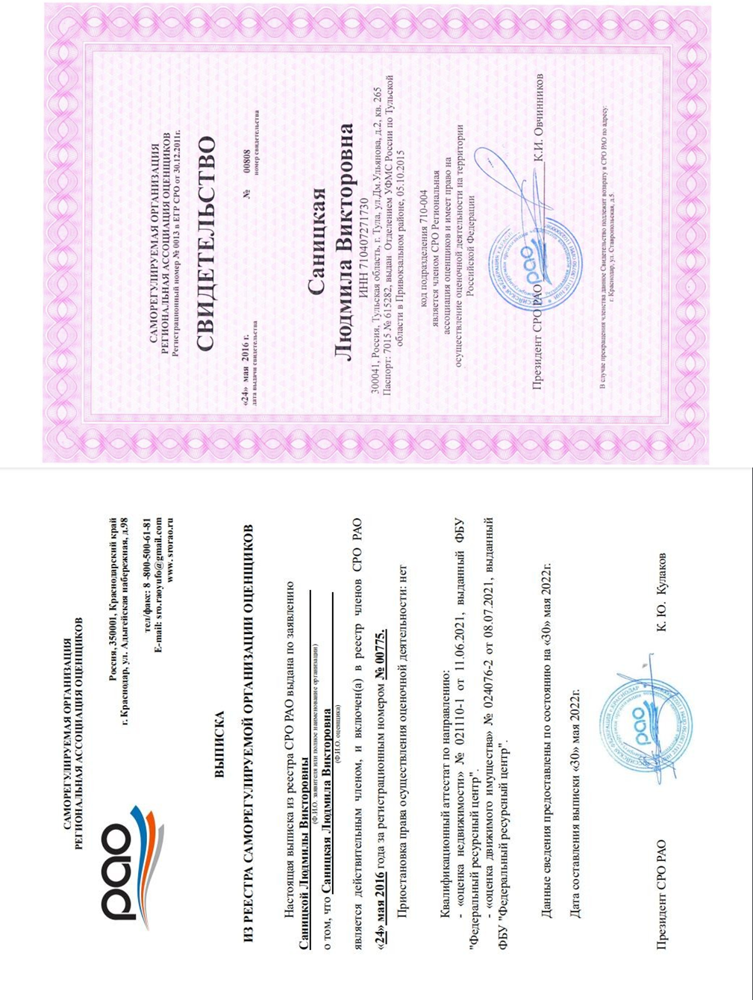 САМОРЕГУЛИРУЕМАЯ ОРГАНИЗАЦИЯ
РЕГИОНАЛЬНАЯ АССОЦИАЦИЯ ОЦЕНЩИКОВ
Регистрационный номер № 0013 в ЕГР СРО от 30.12.2011г.
СВИДЕТЕЛЬСТВО
«24» мая 2016 г. № 00808
дата выдачи свидетельства номер свидетельства
Саницкая
Людмила Викторовна
ИНН 710407271730
300041, Россия, Тульская область, г. Тула, ул.Дм.Ульянова, д.2, кв. 265
Паспорт: 7015 № 615282, выдан Отделением УФМС России по Тульской
области в Привокзальном районе, 05.10.2015
код подразделения 710-004
является членом СРО Региональная
ассоциация оценщиков и имеет право на
осуществление оценочной деятельности на территории
Российской Федерации
Президент СРО РАО К.И. Овчинников
рао
В случае прекращения членства данное Свидетельство подлежит возврату в СРО РАО по адресу:
г. Краснодар, ул. Ставропольская, д.5.
САМОРЕГУЛИРУЕМАЯ ОРГАНИЗАЦИЯ
РЕГИОНАЛЬНАЯ АССОЦИАЦИЯ ОЦЕНЩИКОВ
рао
Россия, 350001, Краснодарский край
г. Краснодар, ул. Адыгейская набережная, д.98
тел/факс: 8 -800-500-61-81
E-mail: sro.raoyufo@gmail.com
www. srorao.ru
ВЫПИСКА
ИЗ РЕЕСТРА САМОРЕГУЛИРУЕМОЙ ОРГАНИЗАЦИИ ОЦЕНЩИКОВ
Настоящая выписка из реестра СРО РАО выдана по заявлению
Саницкой Людмилы Викторовны
(Ф.И.О. заявителя или полное наименование организации)
о том, что Саницкая Людмила Викторовна
(Ф.И.О. оценщика)
является действительным членом, и включен(а) в реестр членов СРО РАО
«24» мая 2016 года за регистрационным номером № 00775.
Приостановка права осуществления оценочной деятельности: нет
Квалификационный аттестат по направлению:
- «оценка недвижимости» № 021110-1 от 11.06.2021, выданный ФБУ
"Федеральный ресурсный центр".
- «оценка движимого имущества» № 024076-2 от 08.07.2021, выданный
ФБУ "Федеральный ресурсный центр".
Данные сведения предоставлены по состоянию на «30» мая 2022г.
Дата составления выписки «30» мая 2022г.
Президент СРО РАО К. Ю. Кулаков
рао